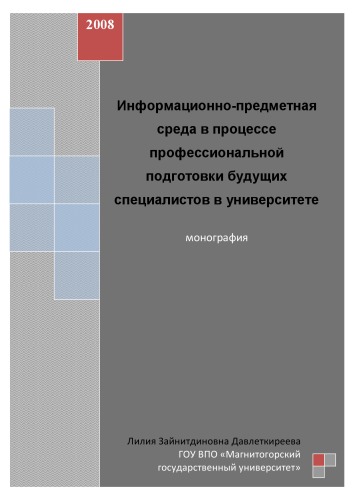 2008
Информационно-предметная
среда в процессе
профессиональной
подготовки будущих
специалистов в университете
монография
Лилия Зайнитдиновна Давлеткиреева
ГОУ ВПО «Магнитогорский
государственный университет»